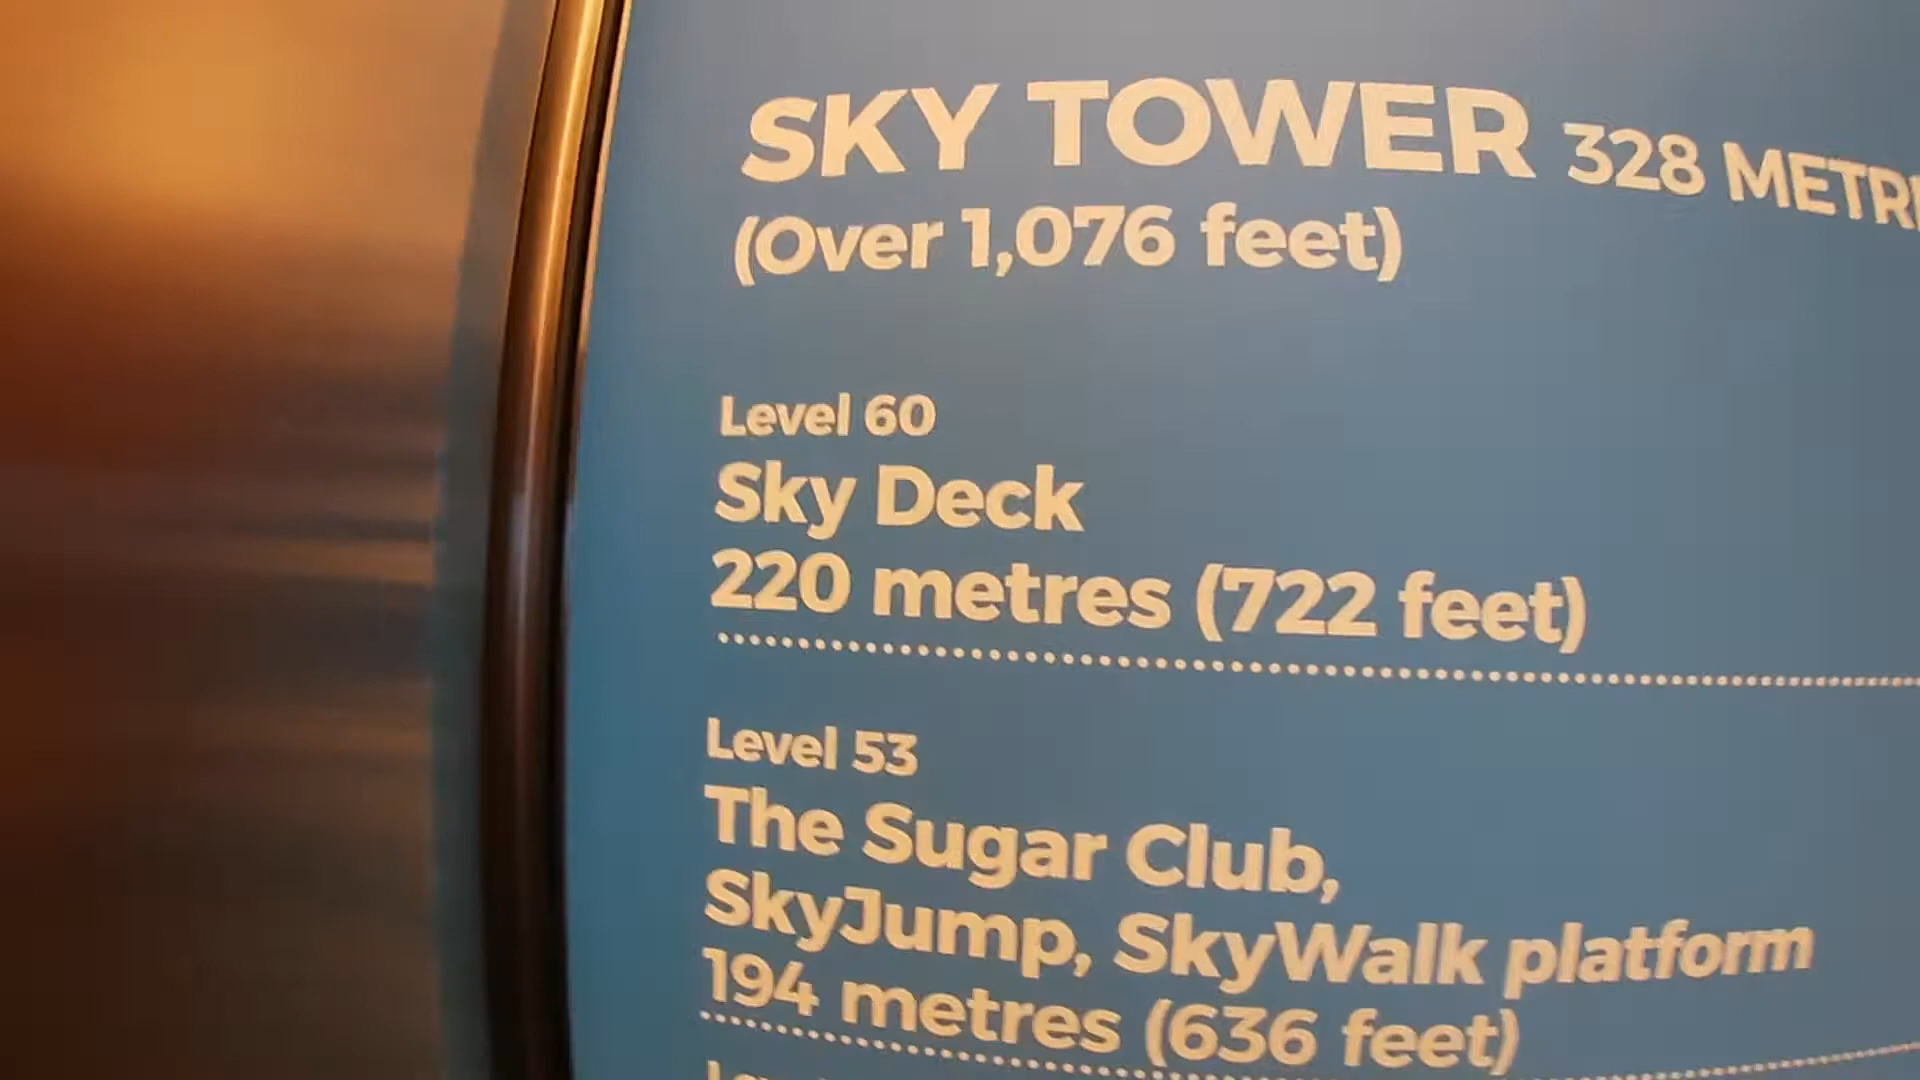 SKY TOWER 328 METR
(Over 1,076 feet)
Level 60
Sky Deck
220 metres (722 feet)
Level 53
The Sugar Club,
SkyJump, SkyWalk platform
194 metres (636 feet)